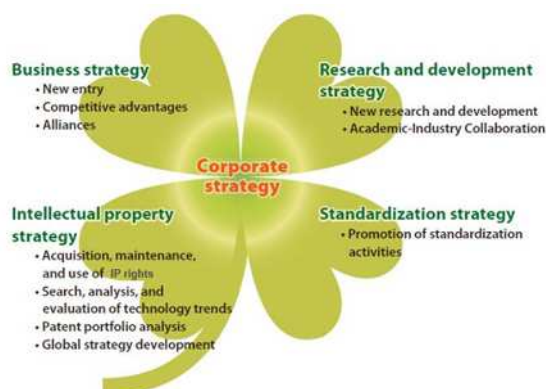 Business strategy
• New entry
• Competitive advantages
• Alliances
Research and development
strategy
• New research and development
• Academic-Industry Collaboration
Corporate
strategy
Intellectual property
strategy
• Acquisition, maintenance,
and use of IP rights
• Search, analysis, and
evaluation of technology trends
• Patent portfolio analysis
• Global strategy development
Standardization strategy
• Promotion of standardization
activities